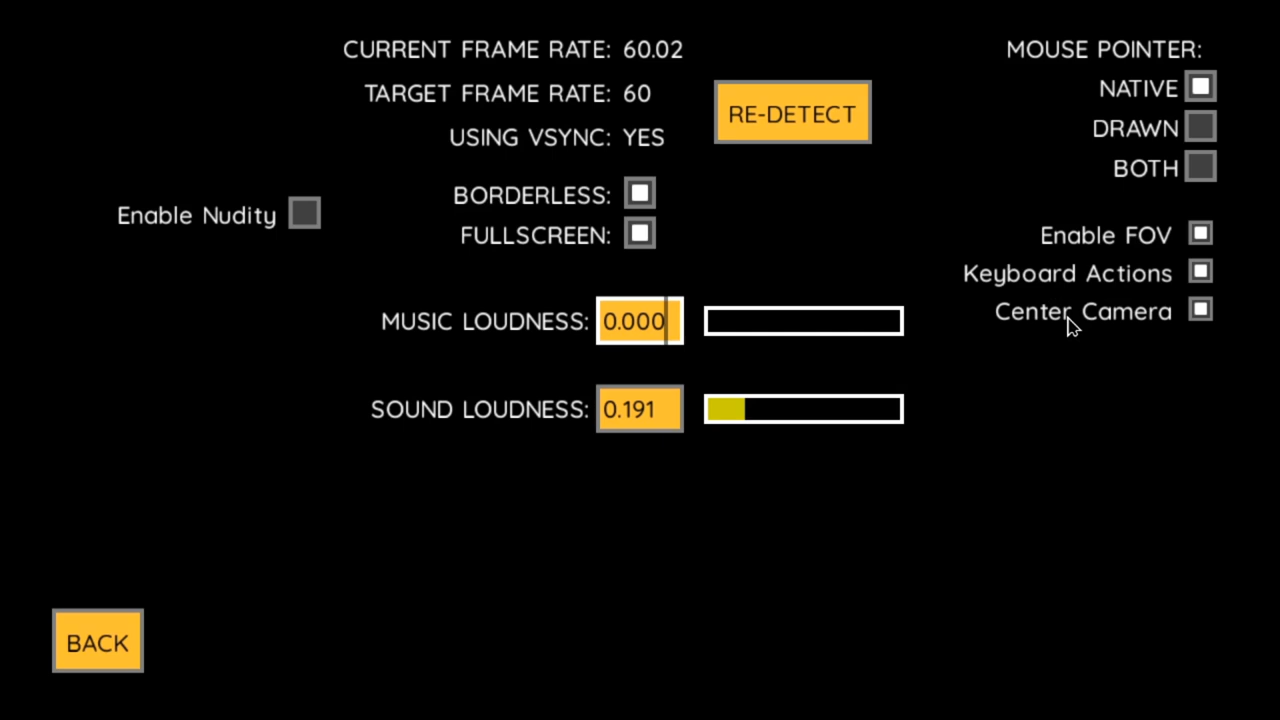 CURRENT FRAME RATE: 60.02
TARGET FRAME RATE: 60
RE-DETECT
USING VSYNC: YES
BORDERLESS:
FULLSCREEN:
Enable Nudity
MOUSE POINTER:
NATIVE
DRAWN
BOTH
Enable FOV
Keyboard Actions
Center Camera
MUSIC LOUDNESS: 0.000
SOUND LOUDNESS: 0.191
BACK